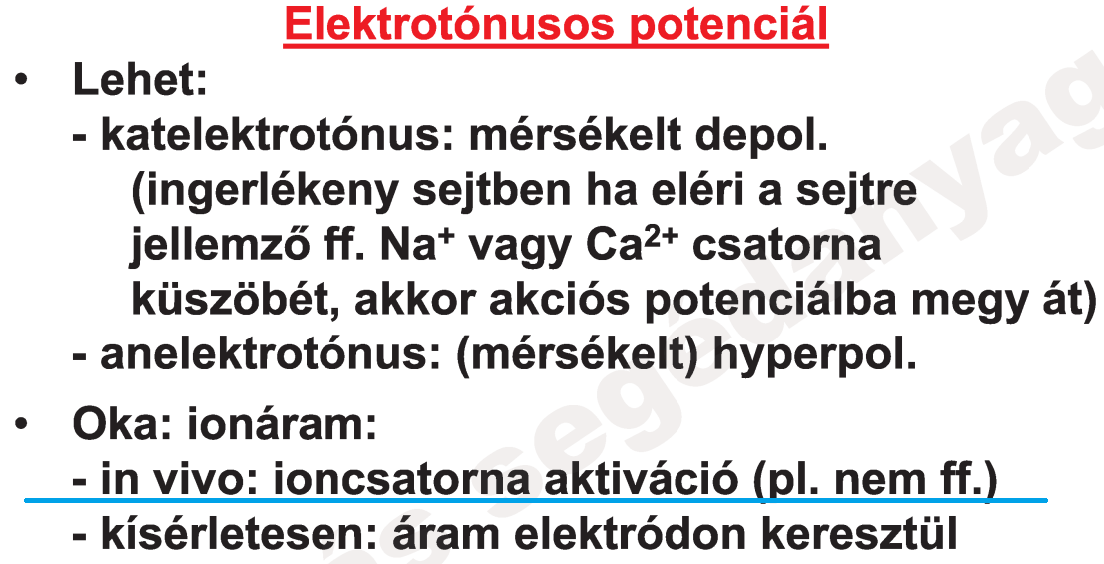 Elektrotónusos potenciál
• Lehet:
- katelektrotónus: mérsékelt depol.
(ingerlékeny sejtben ha eléri a sejtre
jellemző ff. Na⁺ vagy Ca²⁺ csatorna
küszöbét, akkor akciós potenciálba megy át)
- anelektrotónus: (mérsékelt) hyperpol.
• Oka: ionáram:
- in vivo: ioncsatorna aktiváció (pl. nem ff.)
- kísérletesen: áram elektródon keresztül
segédanyag